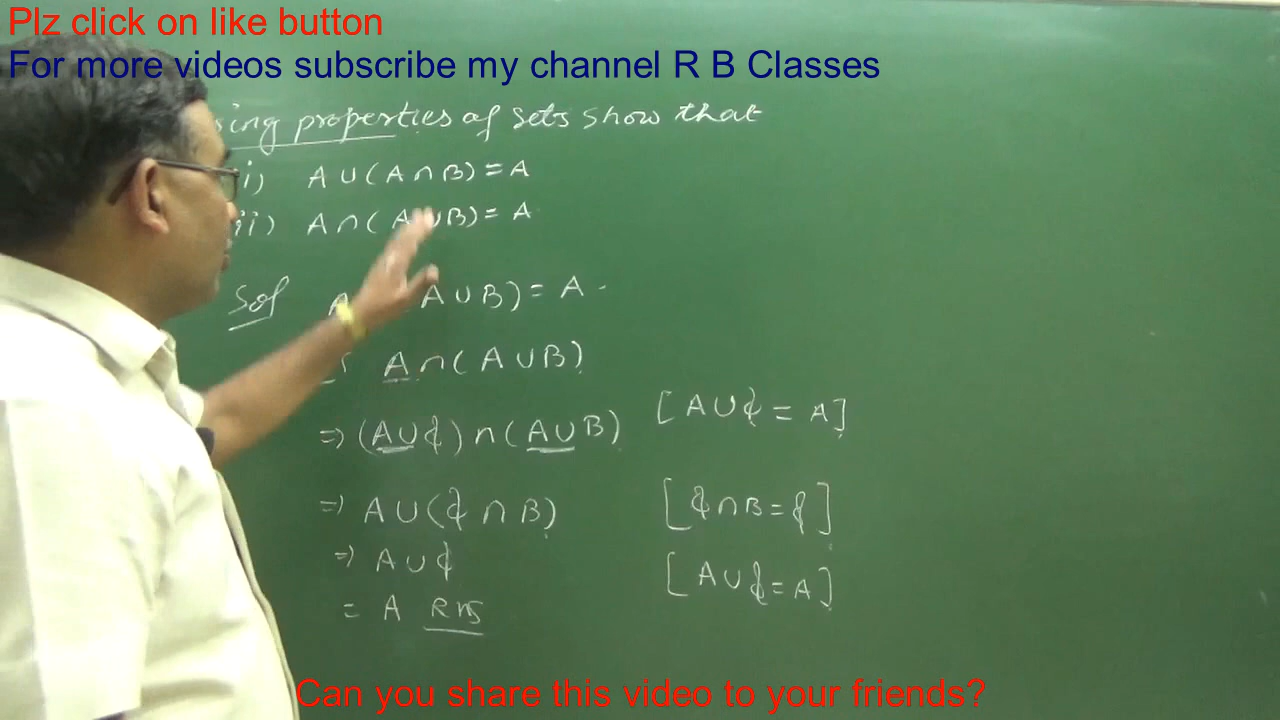 Plz click on like button
For more videos subscribe my channel R B Classes
sing properties of sets show that
i) A ∪ (A ∩ B) = A
ii) A ∩ (A ∪ B) = A
Sol A A ∪ B) = A
A ∩ (A ∪ B)
⇒ (A ∪ ϕ) ∩ (A ∪ B) [A ∪ ϕ = A]
⇒ A ∪ (ϕ ∩ B) [ϕ ∩ B = ϕ]
⇒ A ∪ ϕ [A ∪ ϕ = A]
= A RHS
Can you share this video to your friends?